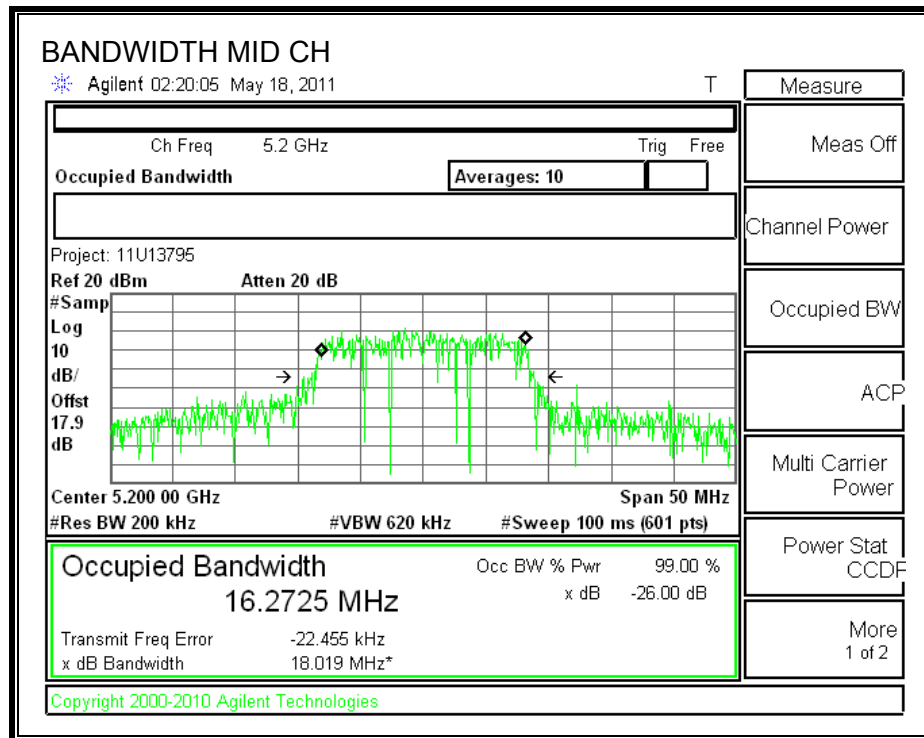 BANDWIDTH MID CH
Agilent 02:20:05 May 18, 2011 T
Measure
Ch Freq 5.2 GHz Trig Free
Meas Off
Occupied Bandwidth Averages: 10
Channel Power
Project: 11U13795
Ref 20 dBm Atten 20 dB
#Samp
Log
10
dB/
Offst
17.9
dB
Occupied BW
ACP
Center 5.200 00 GHz Span 50 MHz
#Res BW 200 kHz #VBW 620 kHz #Sweep 100 ms (601 pts)
Multi Carrier
Power
Occupied Bandwidth Occ BW % Pwr 99.00 %
16.2725 MHz x dB -26.00 dB
Power Stat
CCDF
Transmit Freq Error -22.455 kHz
x dB Bandwidth 18.019 MHz*
More
1 of 2
Copyright 2000-2010 Agilent Technologies